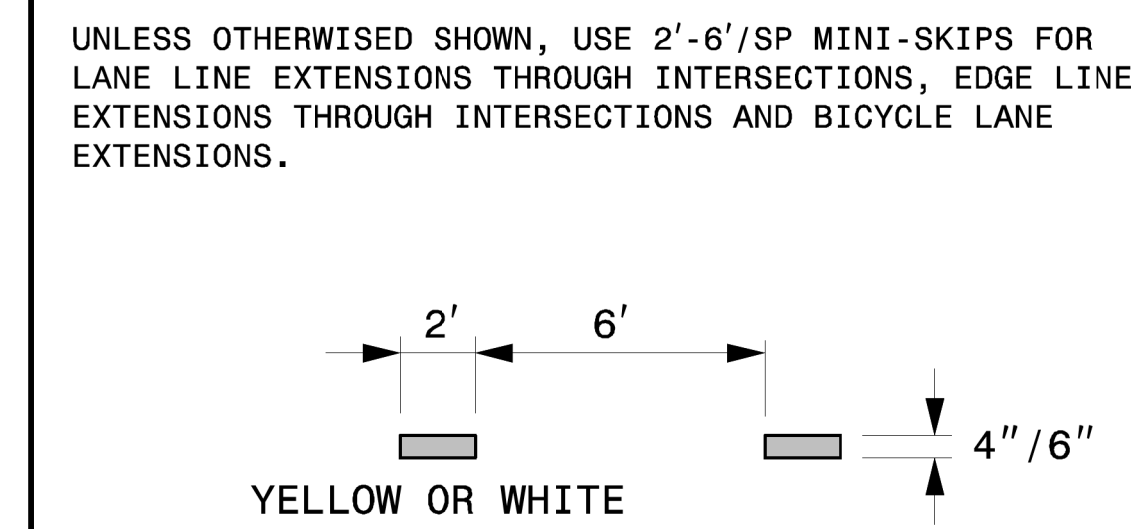 UNLESS OTHERWISED SHOWN, USE 2'-6'/SP MINI-SKIPS FOR
LANE LINE EXTENSIONS THROUGH INTERSECTIONS, EDGE LINE
EXTENSIONS THROUGH INTERSECTIONS AND BICYCLE LANE
EXTENSIONS.
2' 6'
4"/6"
YELLOW OR WHITE